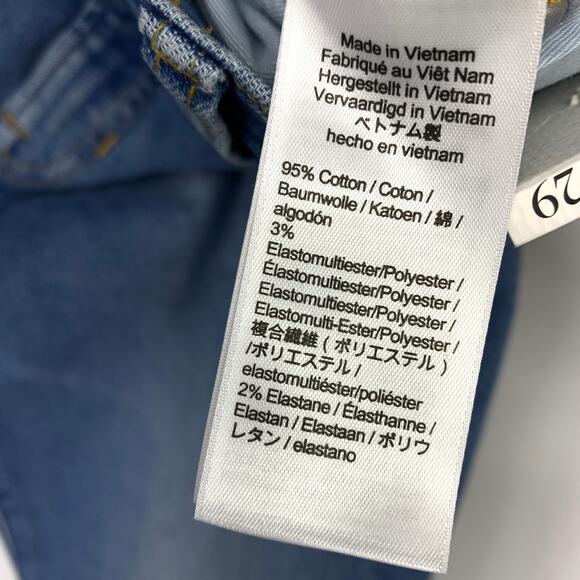 Made in Vietnam
Fabriqué au Viêt Nam
Hergestellt in Vietnam
Vervaardigd in Vietnam
ベトナム製
hecho en vietnam
95% Cotton / Coton /
Baumwolle / Katoen / 綿 /
algodón
3%
Elastomultiester/Polyester /
Élastomultiester/Polyester /
Elastomultiester/Polyester /
Elastomulti-Ester/Polyester /
複合繊維 ( ポリエステル )
/ポリエステル /
elastomultiéster/poliéster
2% Elastane / Élasthanne /
Elastan / Elastaan / ポリウ
レタン / elastano
29